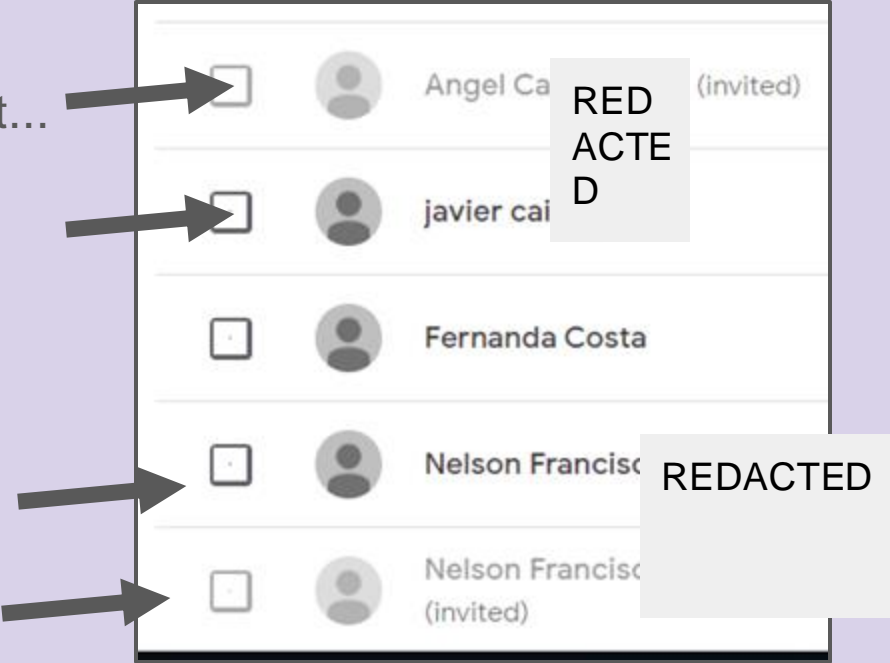 t...
Angel Ca
(invited)
RED
ACTE
D
javier cai
Fernanda Costa
Nelson Francisc
REDACTED
Nelson Francisc
(invited)